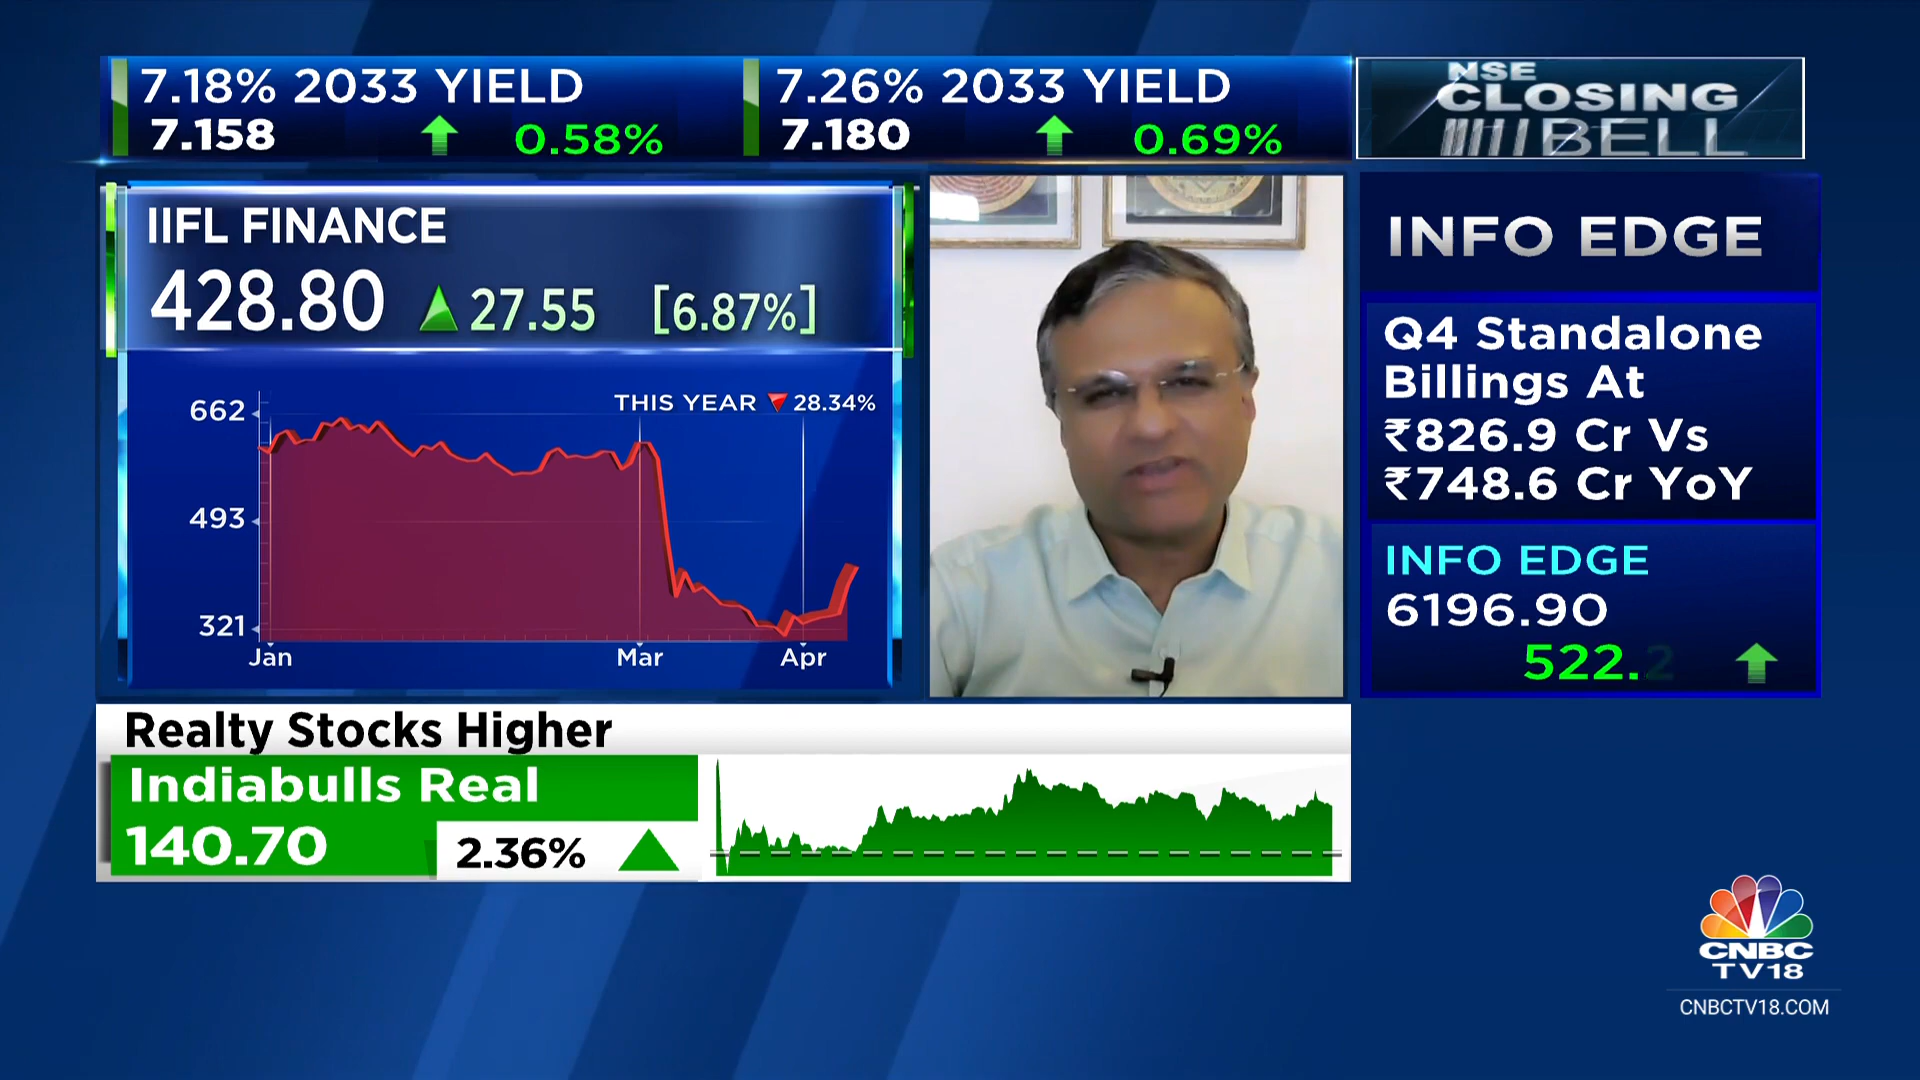 7.18% 2033 YIELD
7.158 0.58%
7.26% 2033 YIELD
7.180 0.69%
NSE
CLOSING
BELL
IIFL FINANCE
428.80 ▲ 27.55 [6.87%]
THIS YEAR ▼ 28.34%
662
493
321
Jan Mar Apr
INFO EDGE
Q4 Standalone
Billings At
₹826.9 Cr Vs
₹748.6 Cr YoY
INFO EDGE
6196.90
522.2
Realty Stocks Higher
Indiabulls Real
140.70 2.36%
CNBC
TV18
CNBCTV18.COM